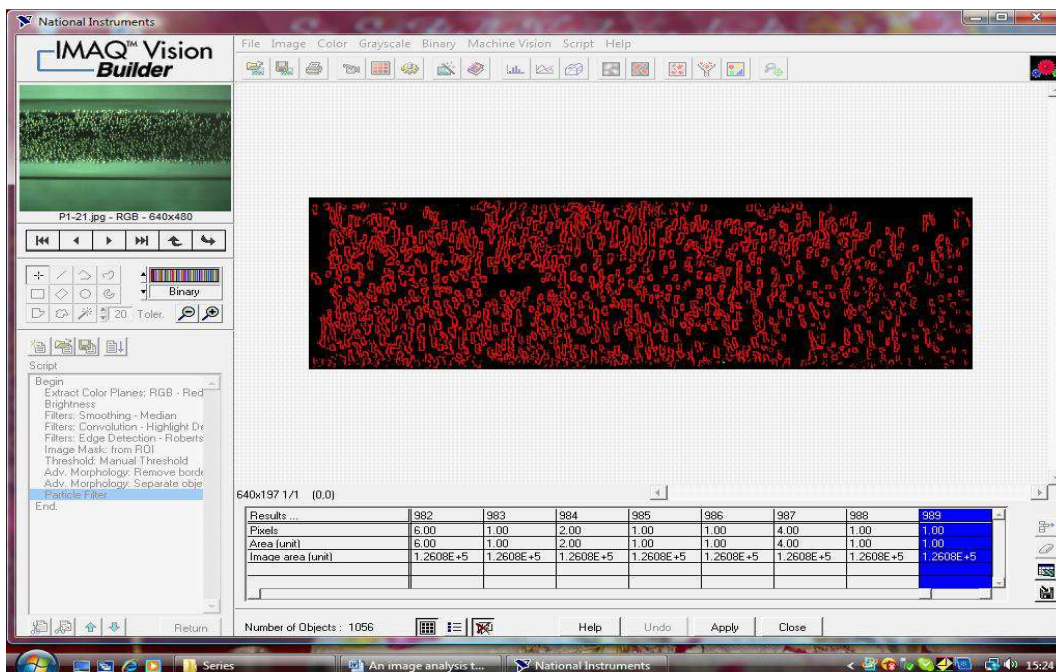 National Instruments
IMAQ™ Vision
Builder
File Image Color Grayscale Binary Machine Vision Script Help
P1-21.jpg - RGB - 640x480
Binary
20 Toler.
Script
Begin
Extract Color Planes: RGB - Red
Brightness
Filters: Smoothing - Median
Filters: Convolution - Highlight De
Filters: Edge Detection - Roberts
Image Mask: from ROI
Threshold: Manual Threshold
Adv. Morphology: Remove borde
Adv. Morphology: Separate obje
Particle Filter
End.
640x197 1/1 (0,0)
Results ... 982 983 984 985 986 987 988 989
Pixels 6.00 1.00 2.00 1.00 1.00 4.00 1.00 1.00
Area (unit) 6.00 1.00 2.00 1.00 1.00 4.00 1.00 1.00
Image area (unit) 1.2608E+5 1.2608E+5 1.2608E+5 1.2608E+5 1.2608E+5 1.2608E+5 1.2608E+5 1.2608E+5
Return
Number of Objects : 1056 Help Undo Apply Close
Series An image analysis t... National Instruments 15:24